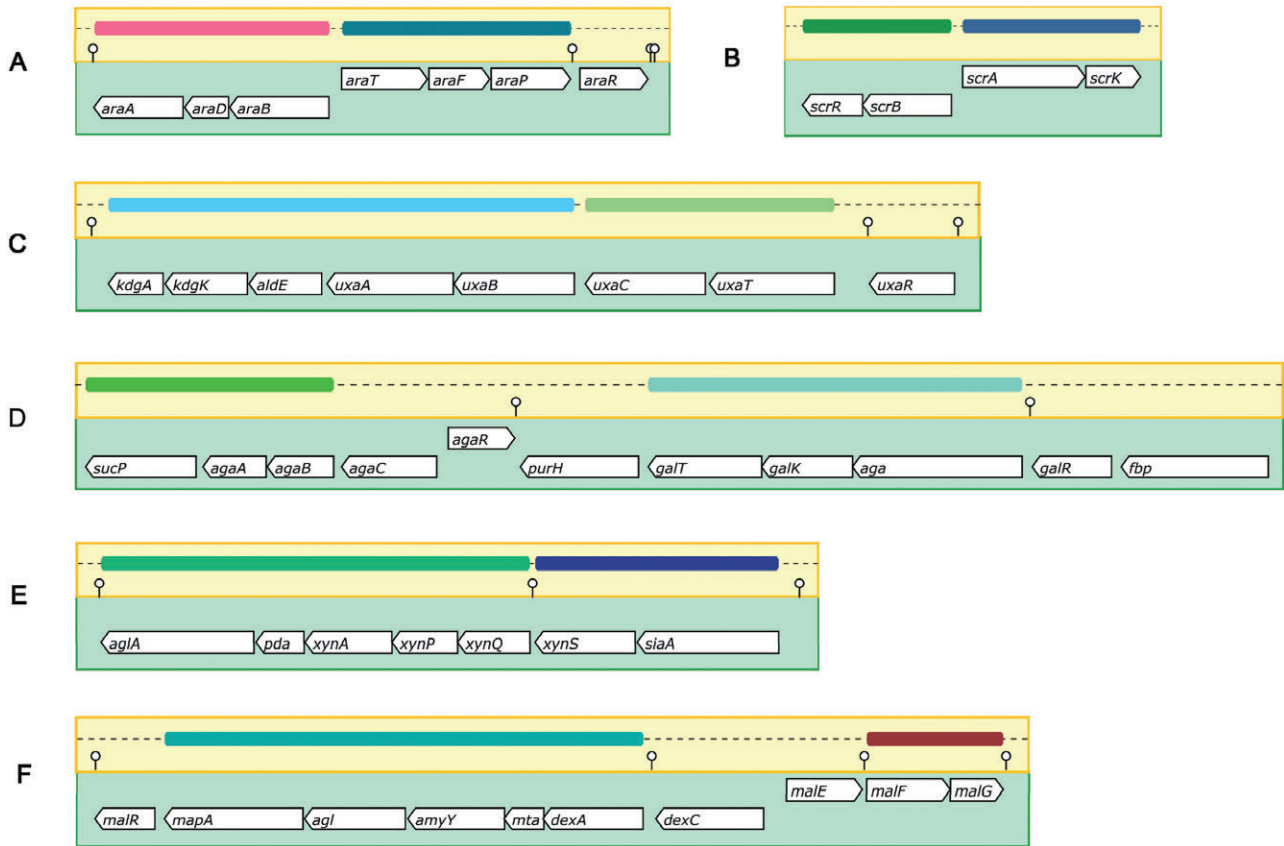 A
araT araF araP araR
araA araD araB
B
scrA scrK
scrR scrB
C
kdgA kdgK aldE uxaA uxaB uxaC uxaT uxaR
D
agaR
sucP agaA agaB agaC purH galT galK aga galR fbp
E
aglA pda xynA xynP xynQ xynS siaA
F
malE malF malG
malR mapA agl amyY mta dexA dexC